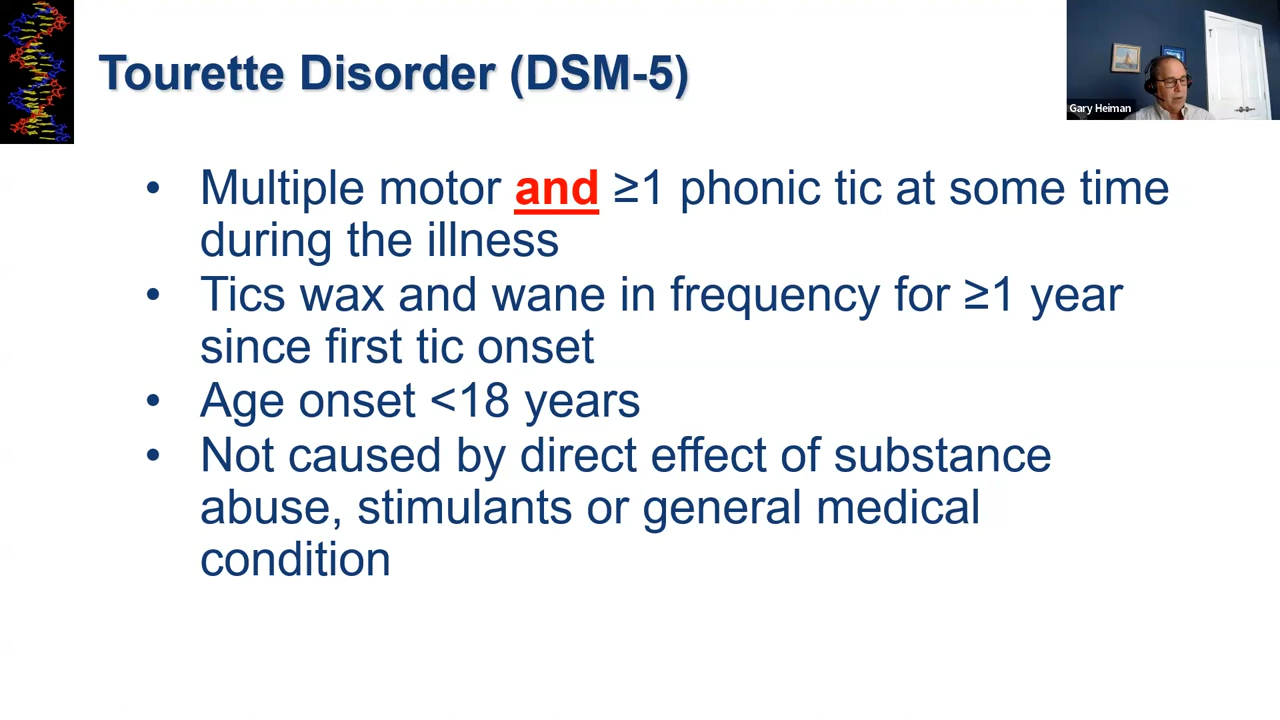 Tourette Disorder (DSM-5)
Gary Heiman
• Multiple motor and ≥1 phonic tic at some time
during the illness
• Tics wax and wane in frequency for ≥1 year
since first tic onset
• Age onset <18 years
• Not caused by direct effect of substance
abuse, stimulants or general medical
condition